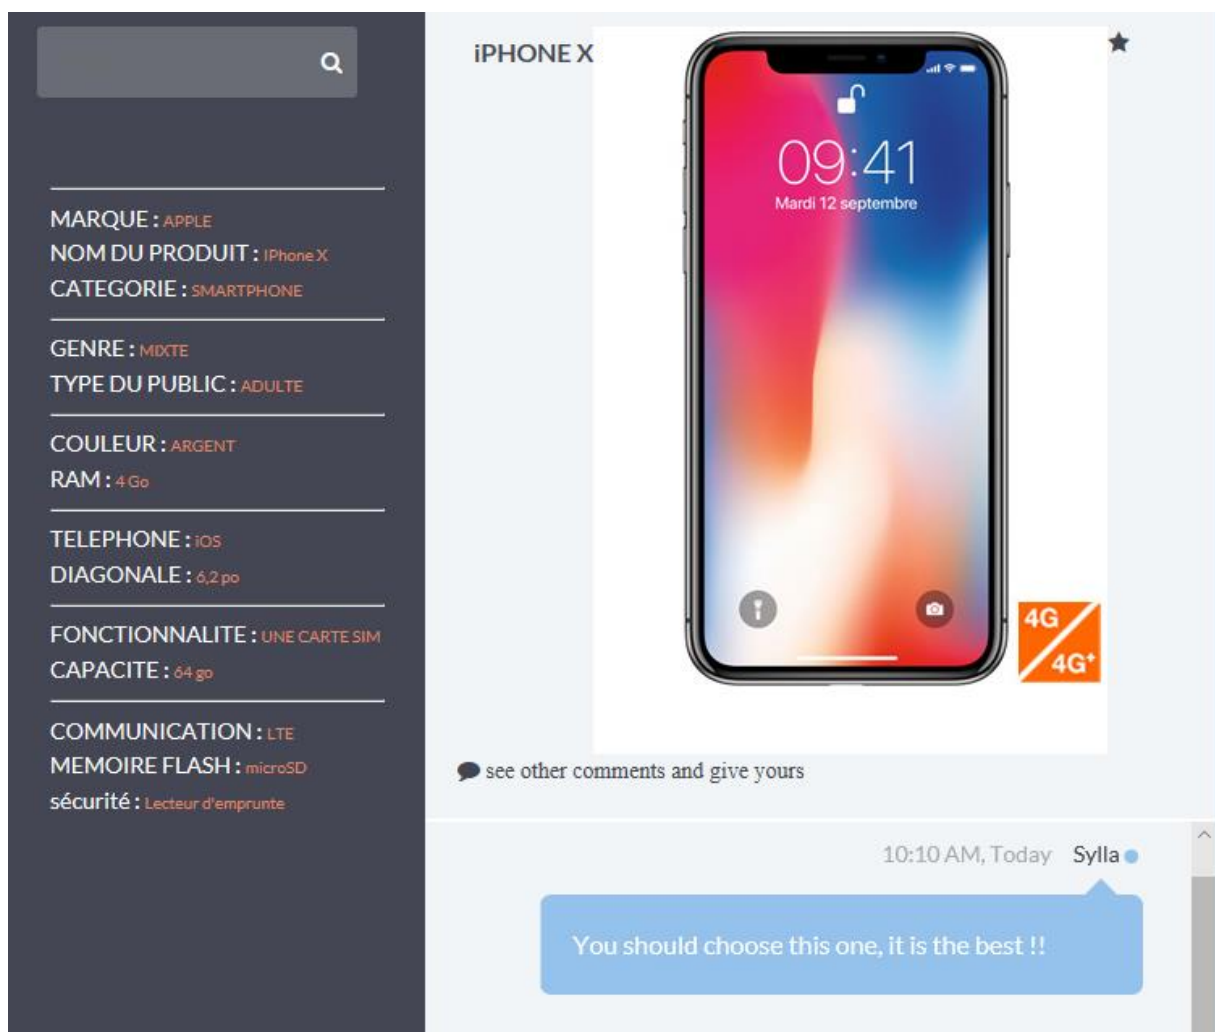 MARQUE : APPLE
NOM DU PRODUIT : IPhone X
CATEGORIE : SMARTPHONE
GENRE : MIXTE
TYPE DU PUBLIC : ADULTE
COULEUR : ARGENT
RAM : 4 Go
TELEPHONE : iOS
DIAGONALE : 6,2 po
FONCTIONNALITE : UNE CARTE SIM
CAPACITE : 64 go
COMMUNICATION : LTE
MEMOIRE FLASH : microSD
sécurité : Lecteur d'emprunte
iPHONE X
09:41
Mardi 12 septembre
4G
4G+
see other comments and give yours
10:10 AM, Today Sylla
You should choose this one, it is the best !!